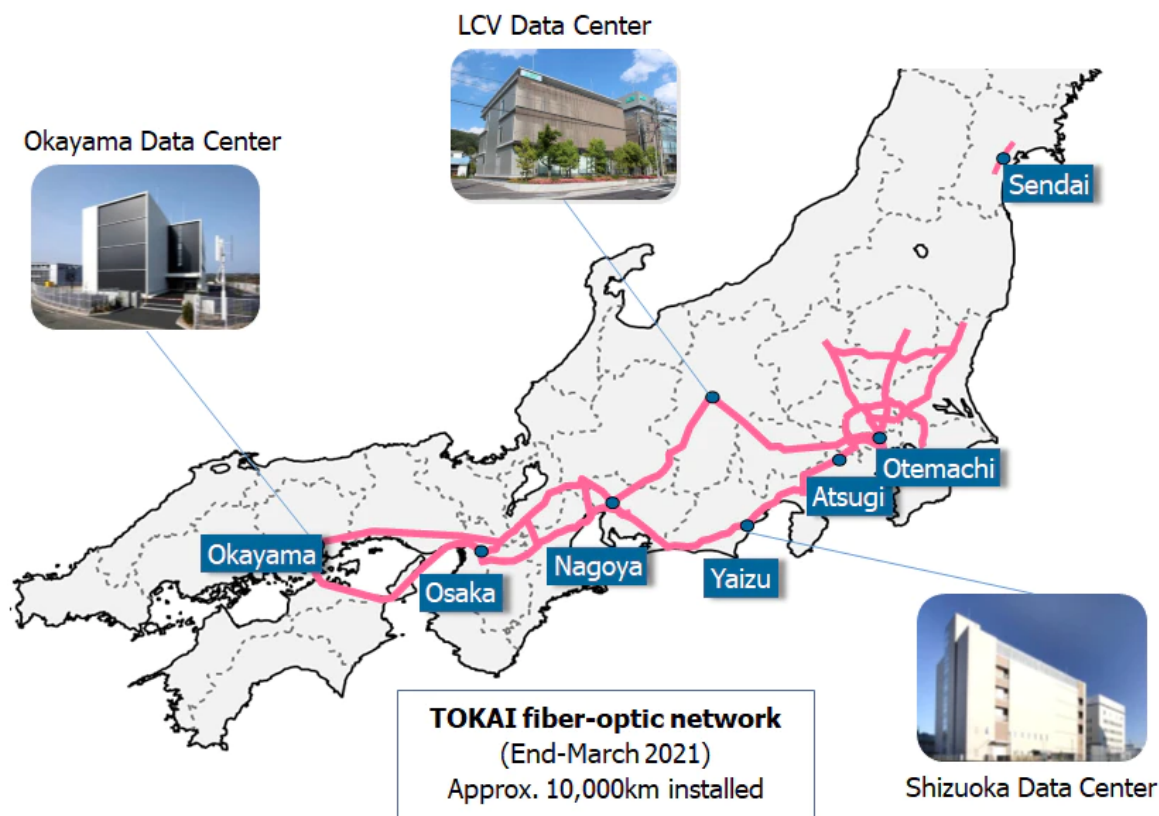 LCV Data Center
Okayama Data Center
Sendai
Otemachi
Atsugi
Okayama
Nagoya
Yaizu
Osaka
TOKAI fiber-optic network
(End-March 2021)
Approx. 10,000km installed
Shizuoka Data Center